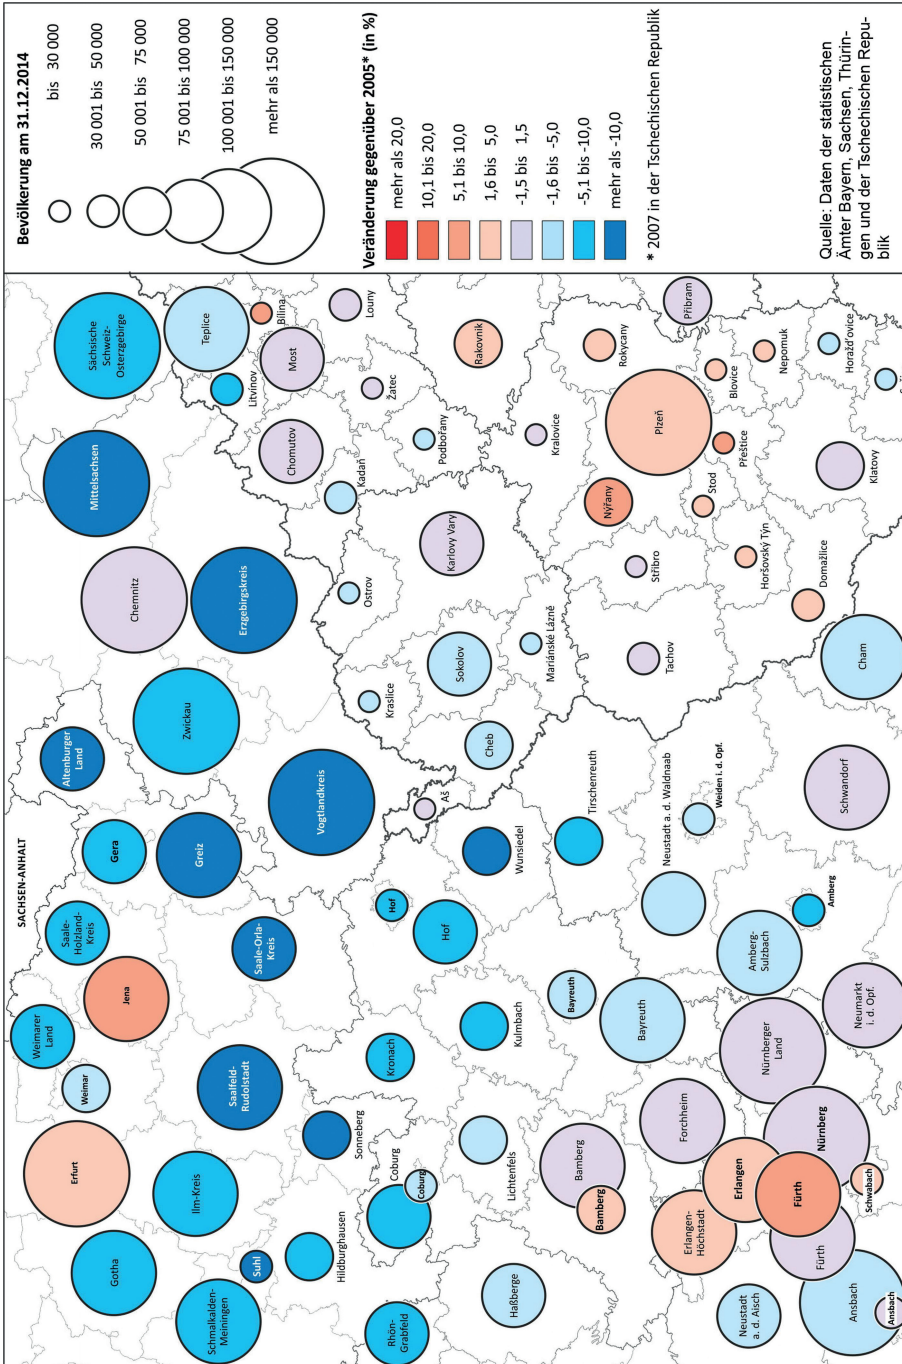 Bevölkerung am 31.12.2014
bis 30 000
30 001 bis 50 000
50 001 bis 75 000
75 001 bis 100 000
100 001 bis 150 000
mehr als 150 000
Veränderung gegenüber 2005* (in %)
mehr als 20,0
10,1 bis 20,0
5,1 bis 10,0
1,6 bis 5,0
-1,5 bis 1,5
-1,6 bis -5,0
-5,1 bis -10,0
mehr als -10,0
* 2007 in der Tschechischen Republik
Quelle: Daten der statistischen
Ämter Bayern, Sachsen, Thürin-
gen und der Tschechischen Repu-
blik
SACHSEN-ANHALT
Gotha
Erfurt
Weimar
Weimarer
Land
Jena
Saale-
Holzland-
Kreis
Gera
Altenburger
Land
Greiz
Zwickau
Chemnitz
Mittelsachsen
Sächsische
Schweiz-
Osterzgebirge
Schmalkalden-
Meiningen
Ilm-Kreis
Suhl
Hildburghausen
Sonneberg
Saalfeld-
Rudolstadt
Saale-Orla-
Kreis
Vogtlandkreis
Erzgebirgskreis
Teplice
Bílina
Litvínov
Most
Louny
Chomutov
Žatec
Kadaň
Podbořany
Ostrov
Karlovy Vary
Kraslice
Sokolov
Cheb
Aš
Mariánské Lázně
Rakovník
Kralovice
Rhön-
Grabfeld
Coburg
Coburg
Kronach
Hof
Hof
Kulmbach
Wunsiedel
Lichtenfels
Haßberge
Bamberg
Bamberg
Bayreuth
Bayreuth
Tirschenreuth
Tachov
Stříbro
Nýřany
Plzeň
Rokycany
Příbram
Blovice
Nepomuk
Přeštice
Stod
Horšovský Týn
Domažlice
Klatovy
Horažďovice
Neustadt a. d. Waldnaab
Weiden i. d. Opf.
Cham
Schwandorf
Amberg
Amberg-
Sulzbach
Forchheim
Erlangen-
Höchstadt
Erlangen
Nürnberger
Land
Neumarkt
i. d. Opf.
Nürnberg
Fürth
Fürth
Schwabach
Neustadt
a. d. Aisch
Ansbach
Ansbach